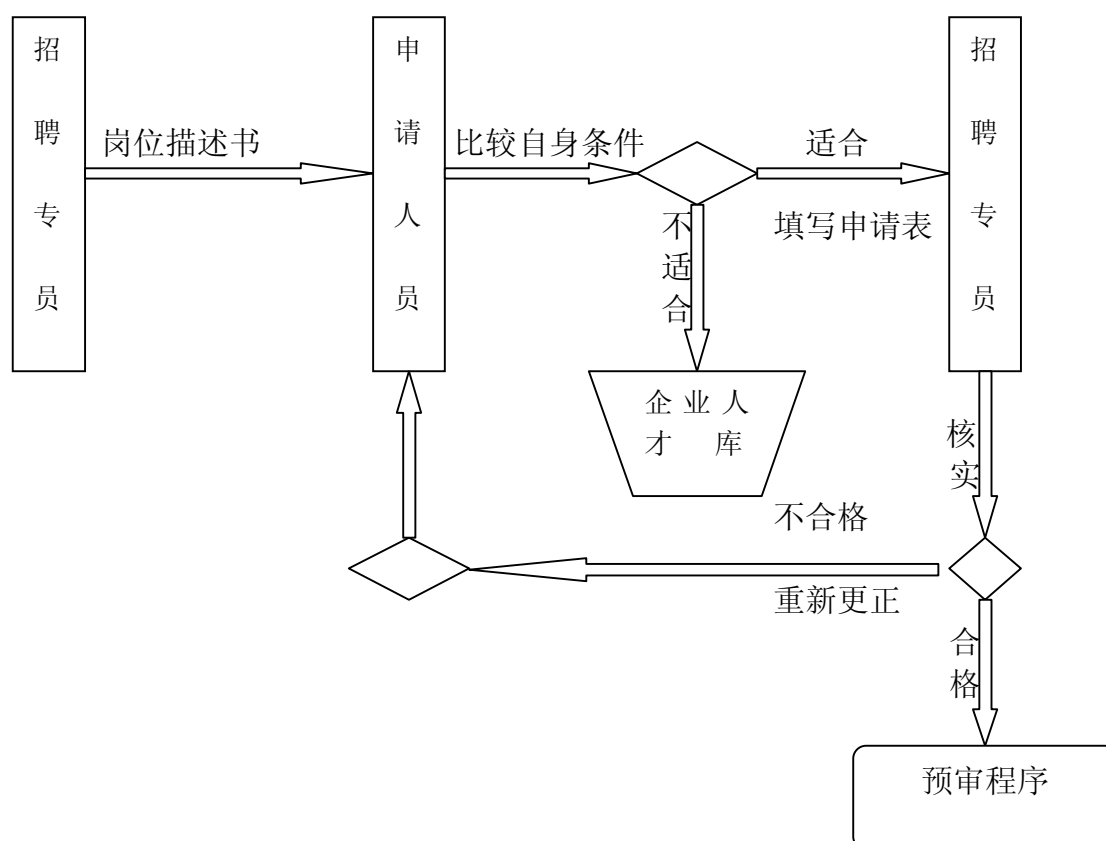 招聘专员
岗位描述书
申请人员
比较自身条件
适合
填写申请表
不适合
招聘专员
企业人
才库
核实
不合格
重新更正
合格
预审程序